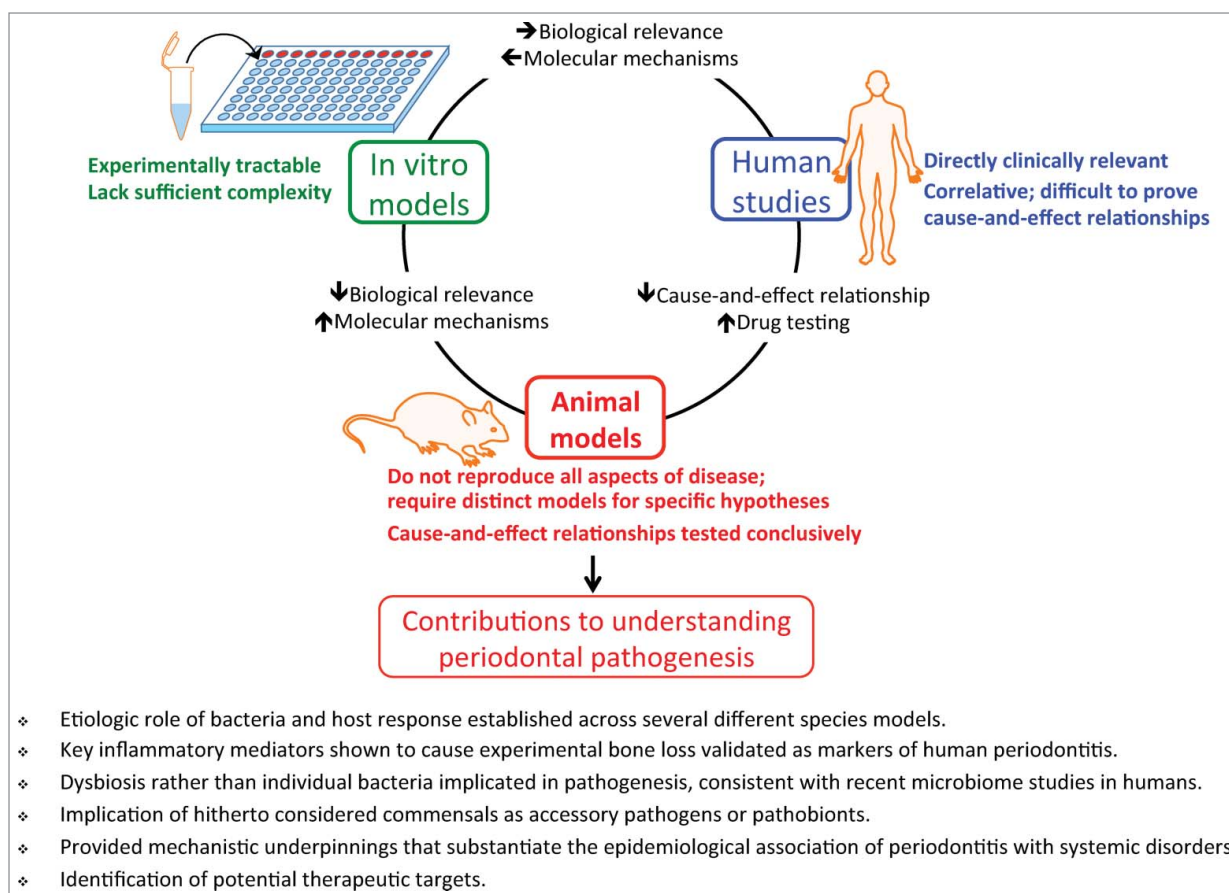 →Biological relevance
←Molecular mechanisms
Experimentally tractable
Lack sufficient complexity
In vitro
models
Human
studies
Directly clinically relevant
Correlative; difficult to prove
cause-and-effect relationships
↓Biological relevance
↑Molecular mechanisms
↓Cause-and-effect relationship
↑Drug testing
Animal
models
Do not reproduce all aspects of disease;
require distinct models for specific hypotheses
Cause-and-effect relationships tested conclusively
Contributions to understanding
periodontal pathogenesis
❖ Etiologic role of bacteria and host response established across several different species models.
❖ Key inflammatory mediators shown to cause experimental bone loss validated as markers of human periodontitis.
❖ Dysbiosis rather than individual bacteria implicated in pathogenesis, consistent with recent microbiome studies in humans.
❖ Implication of hitherto considered commensals as accessory pathogens or pathobionts.
❖ Provided mechanistic underpinnings that substantiate the epidemiological association of periodontitis with systemic disorders
❖ Identification of potential therapeutic targets.